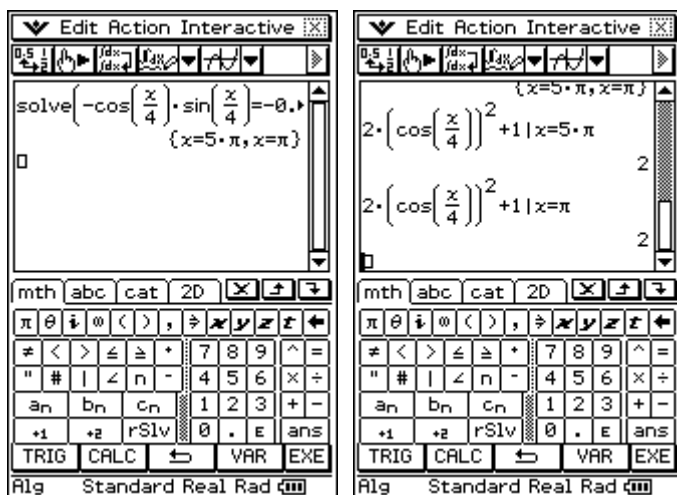 Edit Action Interactive
solve(-cos(x/4)·sin(x/4)=-0.▸
{x=5·π,x=π}
mth abc cat 2D
π θ i ∞ ( ) , ⇒ x y z t ←
≠ < > ≤ ≥ 7 8 9 ^ =
" # | ∠ 4 5 6 × ÷
an bn cn 1 2 3 + −
+1 +2 rSlv 0 . E ans
TRIG CALC VAR EXE
Alg Standard Real Rad
Edit Action Interactive
{x=5·π,x=π}
2·(cos(x/4))²+1|x=5·π
2
2·(cos(x/4))²+1|x=π
2
mth abc cat 2D
π θ i ∞ ( ) , ⇒ x y z t ←
≠ < > ≤ ≥ 7 8 9 ^ =
" # | ∠ 4 5 6 × ÷
an bn cn 1 2 3 + −
+1 +2 rSlv 0 . E ans
TRIG CALC VAR EXE
Alg Standard Real Rad